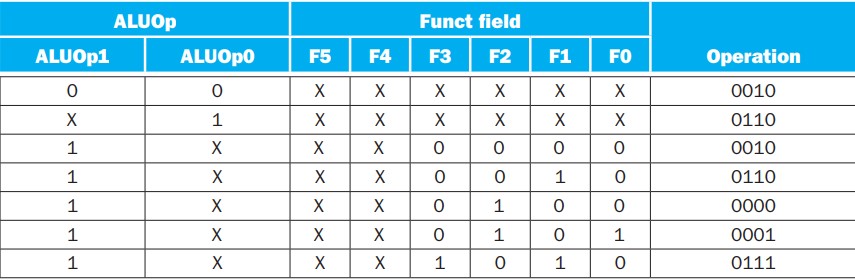 ALUOp Funct field
ALUOp1 ALUOp0 F5 F4 F3 F2 F1 F0 Operation
0 0 X X X X X X 0010
X 1 X X X X X X 0110
1 X X X 0 0 0 0 0010
1 X X X 0 0 1 0 0110
1 X X X 0 1 0 0 0000
1 X X X 0 1 0 1 0001
1 X X X 1 0 1 0 0111